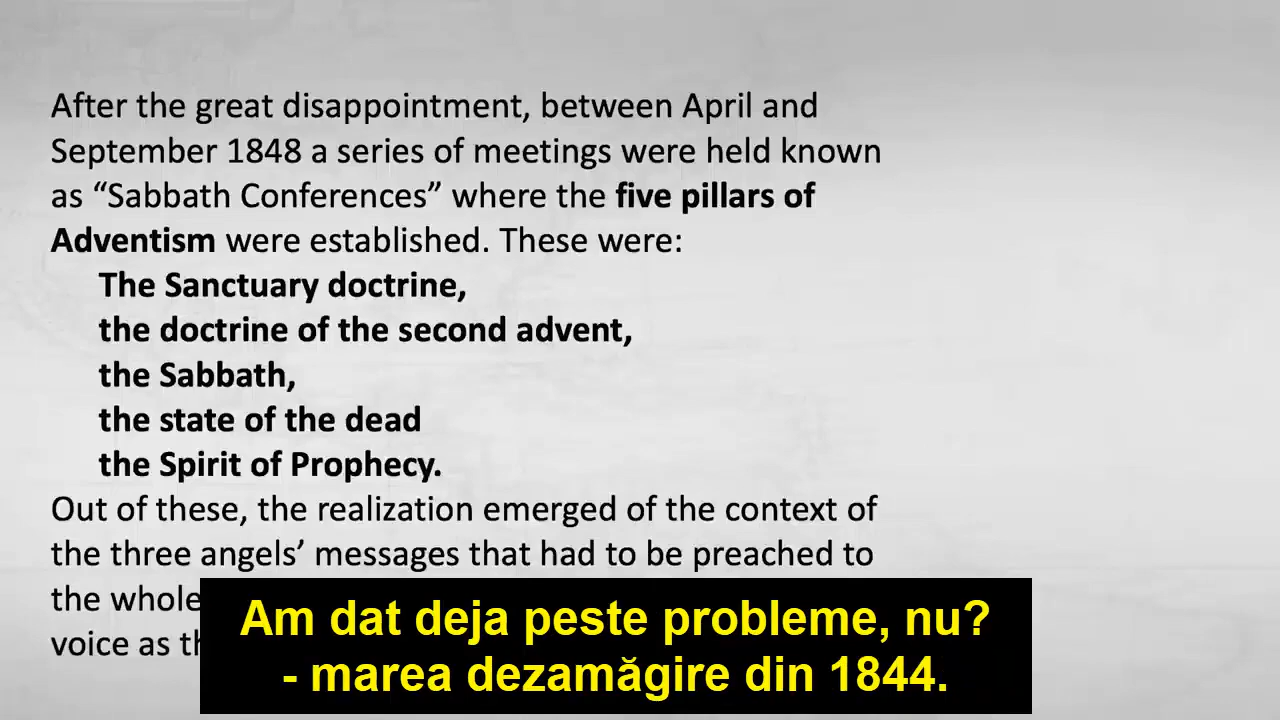 After the great disappointment, between April and
September 1848 a series of meetings were held known
as “Sabbath Conferences” where the five pillars of
Adventism were established. These were:
The Sanctuary doctrine,
the doctrine of the second advent,
the Sabbath,
the state of the dead
the Spirit of Prophecy.
Out of these, the realization emerged of the context of
the three angels’ messages that had to be preached to
the whole
voice as
Am dat deja peste probleme, nu?
- marea dezamăgire din 1844.